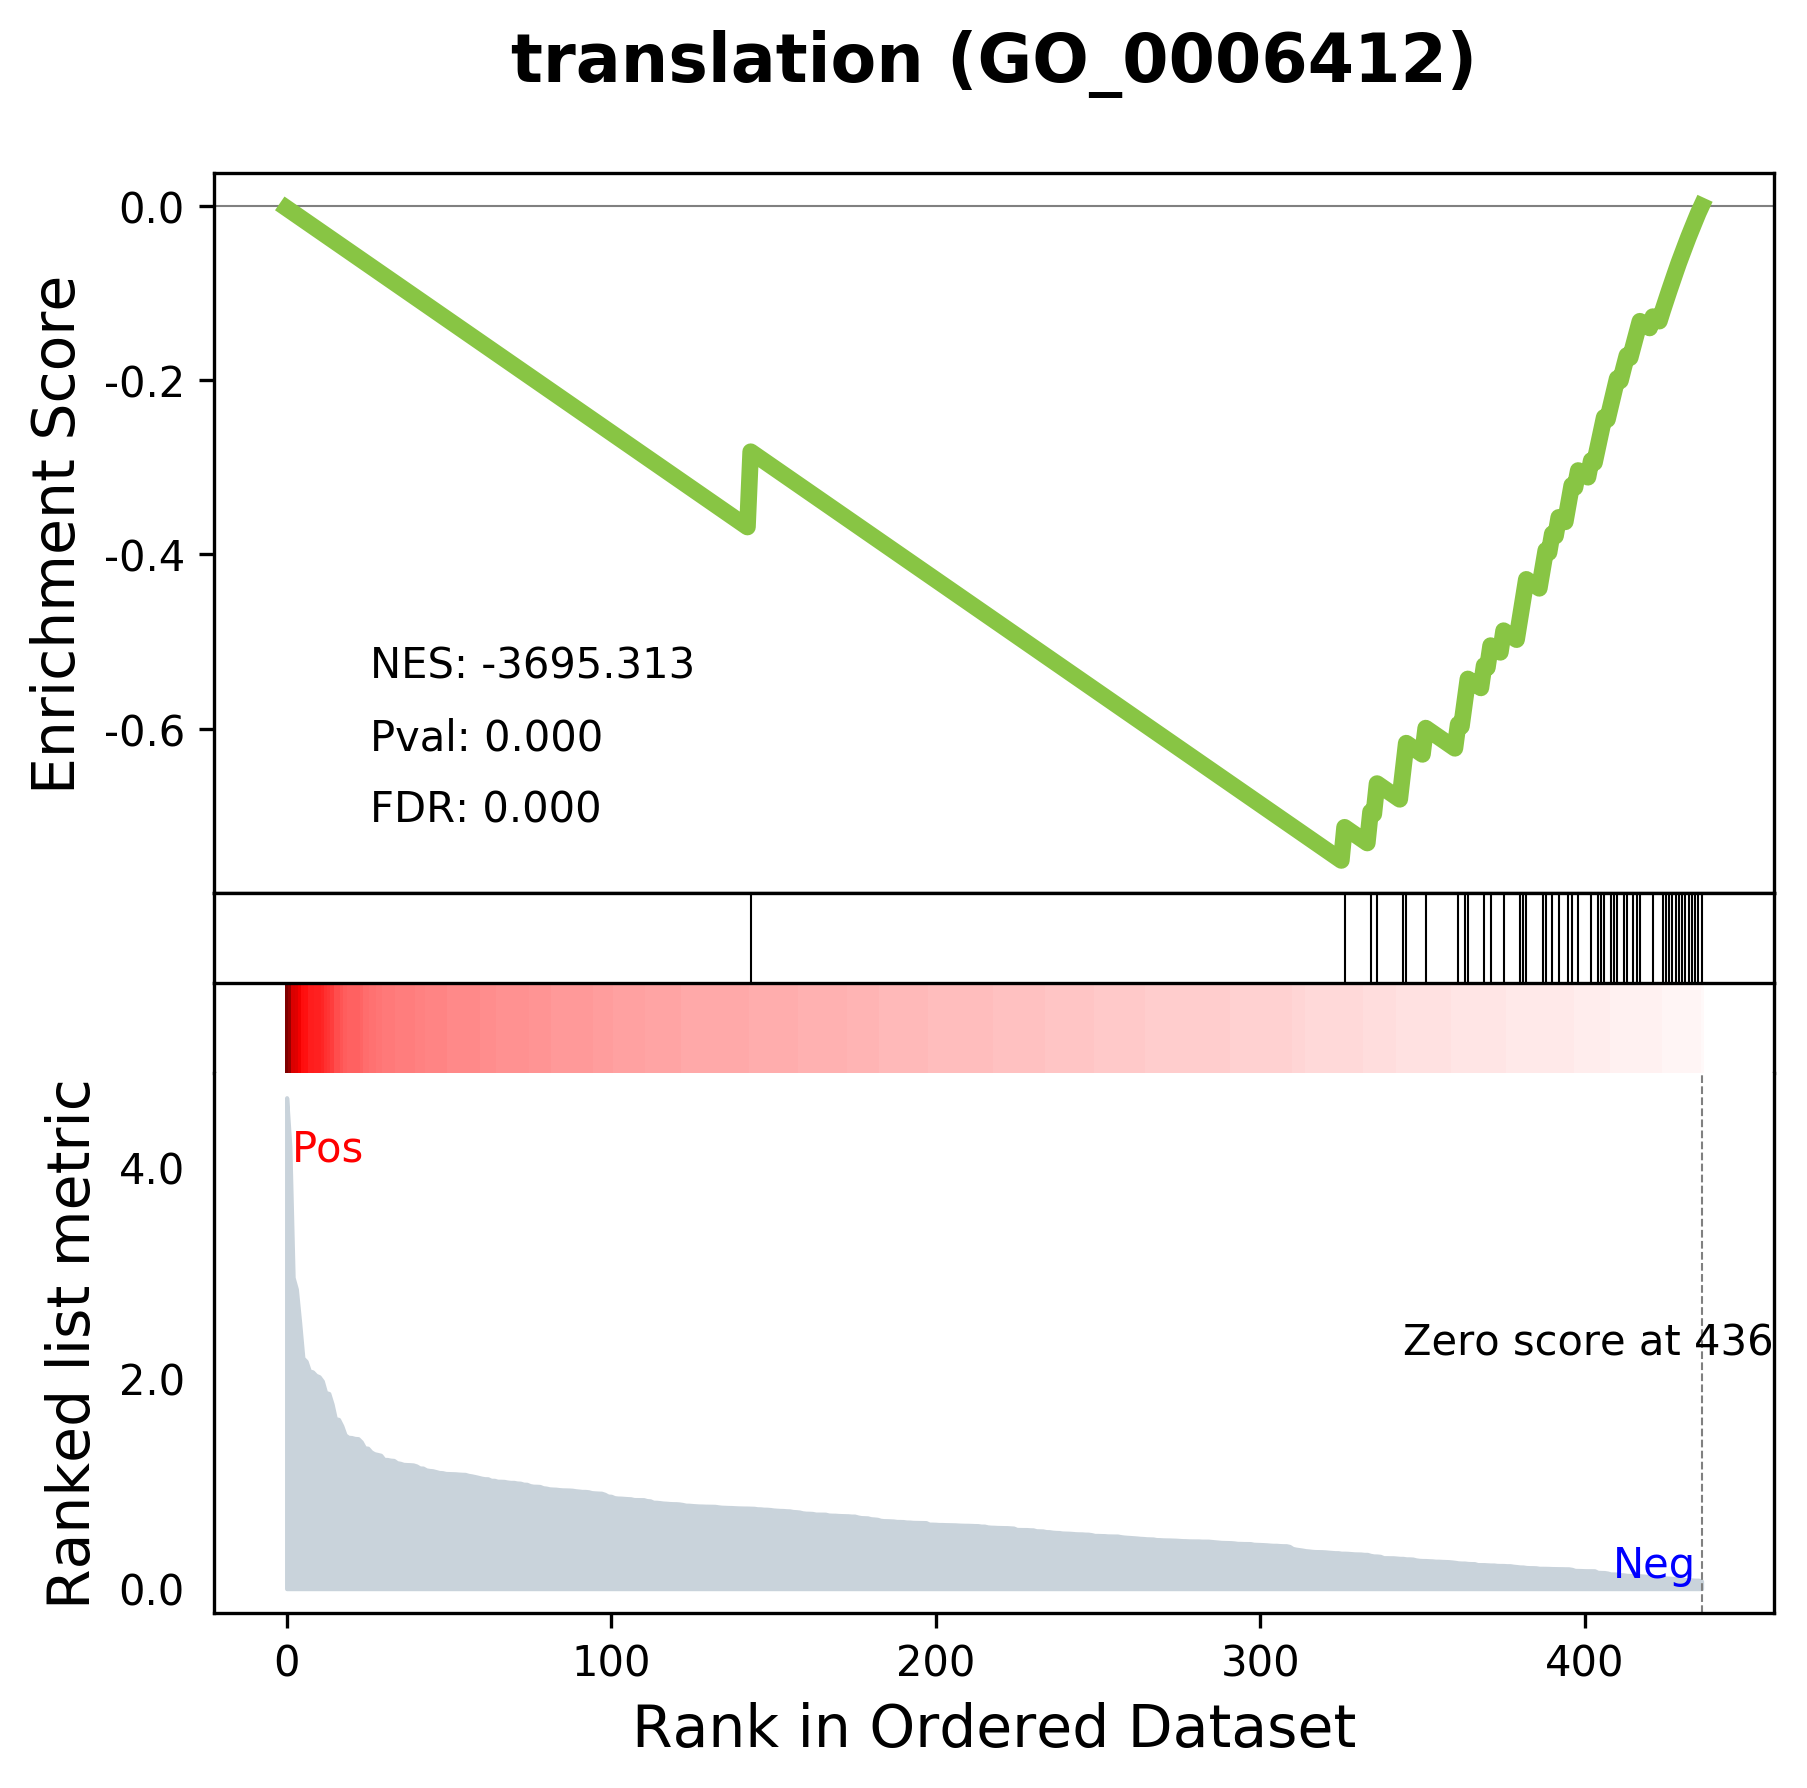 translation (GO_0006412)
Enrichment Score
0.0
-0.2
-0.4
-0.6
NES: -3695.313
Pval: 0.000
FDR: 0.000
Ranked list metric
4.0
2.0
0.0
Pos
Zero score at 436
Neg
0 100 200 300 400
Rank in Ordered Dataset